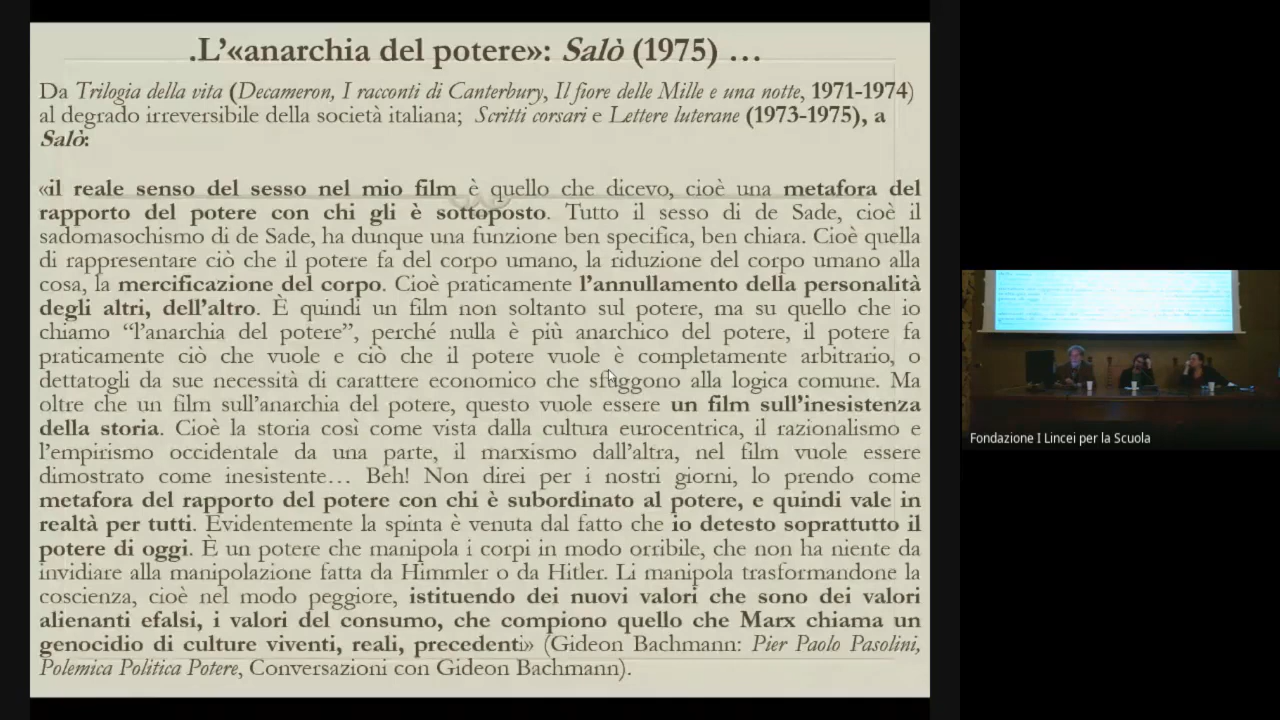 .L'«anarchia del potere»: Salò (1975) …
Da Trilogia della vita (Decameron, I racconti di Canterbury, Il fiore delle Mille e una notte, 1971-1974)
al degrado irreversibile della società italiana; Scritti corsari e Lettere luterane (1973-1975), a
Salò:
«il reale senso del sesso nel mio film è quello che dicevo, cioè una metafora del
rapporto del potere con chi gli è sottoposto. Tutto il sesso di de Sade, cioè il
sadomasochismo di de Sade, ha dunque una funzione ben specifica, ben chiara. Cioè quella
di rappresentare ciò che il potere fa del corpo umano, la riduzione del corpo umano alla
cosa, la mercificazione del corpo. Cioè praticamente l'annullamento della personalità
degli altri, dell'altro. È quindi un film non soltanto sul potere, ma su quello che io
chiamo “l'anarchia del potere”, perché nulla è più anarchico del potere, il potere fa
praticamente ciò che vuole e ciò che il potere vuole è completamente arbitrario, o
dettatogli da sue necessità di carattere economico che sfuggono alla logica comune. Ma
oltre che un film sull'anarchia del potere, questo vuole essere un film sull'inesistenza
della storia. Cioè la storia così come vista dalla cultura eurocentrica, il razionalismo e
l'empirismo occidentale da una parte, il marxismo dall'altra, nel film vuole essere
dimostrato come inesistente… Beh! Non direi per i nostri giorni, lo prendo come
metafora del rapporto del potere con chi è subordinato al potere, e quindi vale in
realtà per tutti. Evidentemente la spinta è venuta dal fatto che io detesto soprattutto il
potere di oggi. È un potere che manipola i corpi in modo orribile, che non ha niente da
invidiare alla manipolazione fatta da Himmler o da Hitler. Li manipola trasformandone la
coscienza, cioè nel modo peggiore, istituendo dei nuovi valori che sono dei valori
alienanti efalsi, i valori del consumo, che compiono quello che Marx chiama un
genocidio di culture viventi, reali, precedenti» (Gideon Bachmann: Pier Paolo Pasolini,
Polemica Politica Potere, Conversazioni con Gideon Bachmann).
Fondazione I Lincei per la Scuola